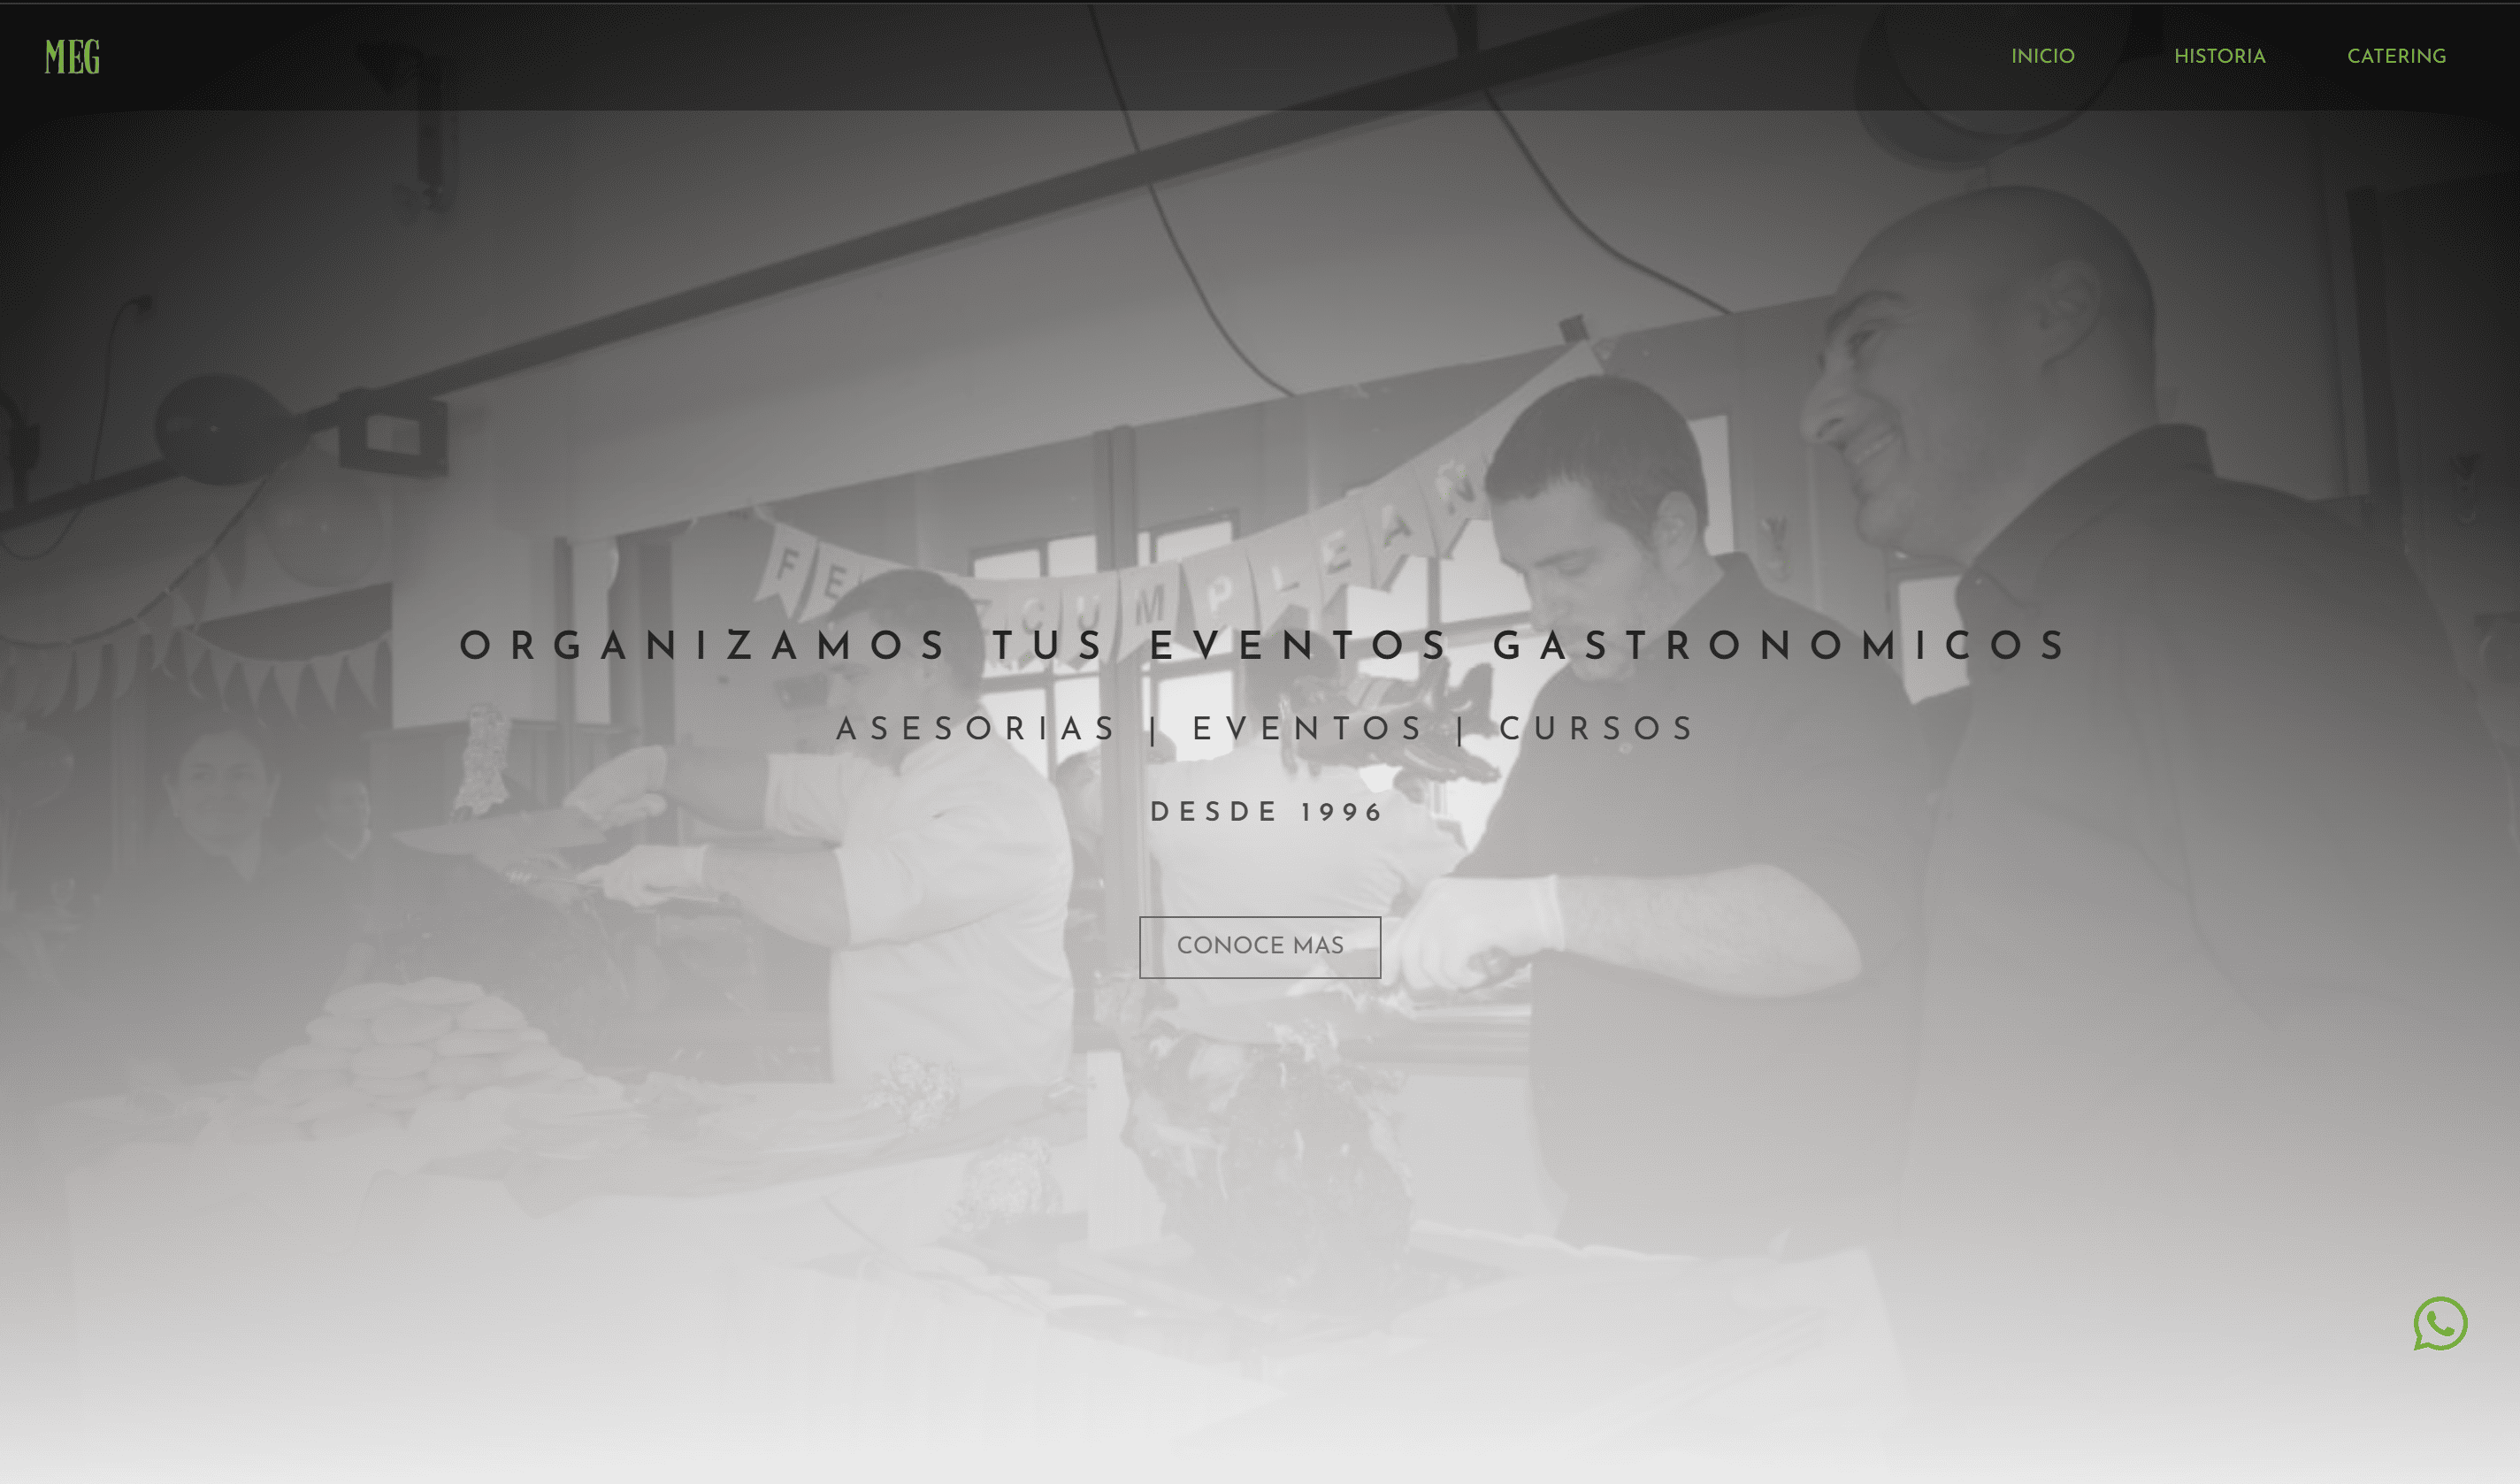 MEG
INICIO HISTORIA CATERING
FE Z CUMPLEAÑ
ORGANIZAMOS TUS EVENTOS GASTRONOMICOS
ASESORIAS | EVENTOS | CURSOS
DESDE 1996
CONOCE MAS